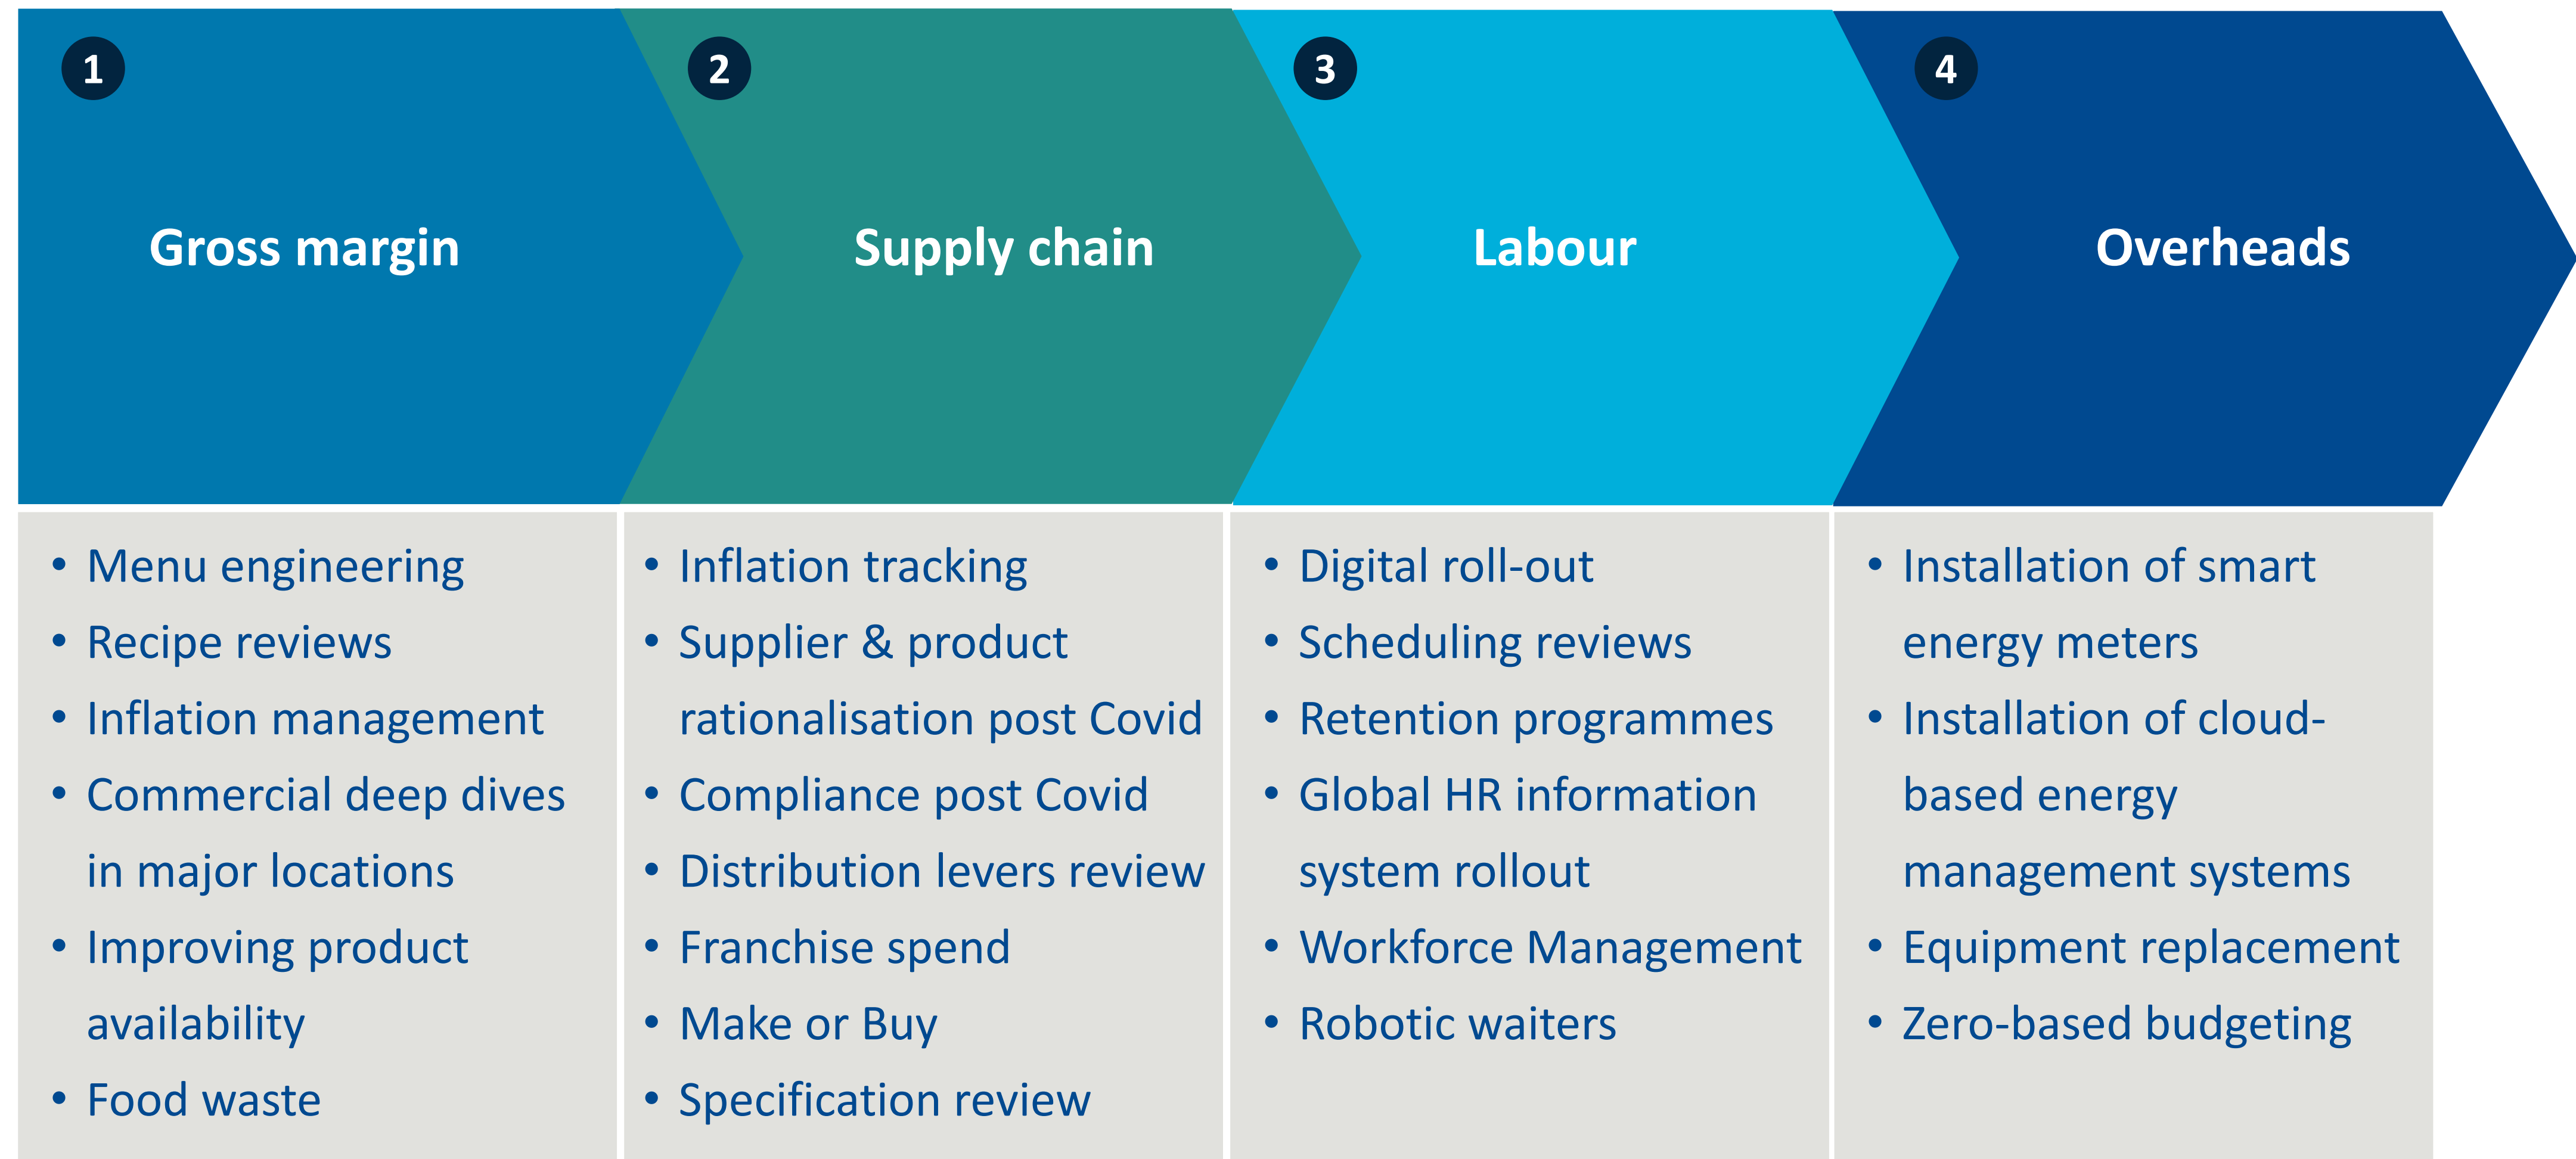 1
Gross margin
• Menu engineering
• Recipe reviews
• Inflation management
• Commercial deep dives
in major locations
• Improving product
availability
• Food waste
2
Supply chain
• Inflation tracking
• Supplier & product
rationalisation post Covid
• Compliance post Covid
• Distribution levers review
• Franchise spend
• Make or Buy
• Specification review
3
Labour
• Digital roll-out
• Scheduling reviews
• Retention programmes
• Global HR information
system rollout
• Workforce Management
• Robotic waiters
4
Overheads
• Installation of smart
energy meters
• Installation of cloud-
based energy
management systems
• Equipment replacement
• Zero-based budgeting